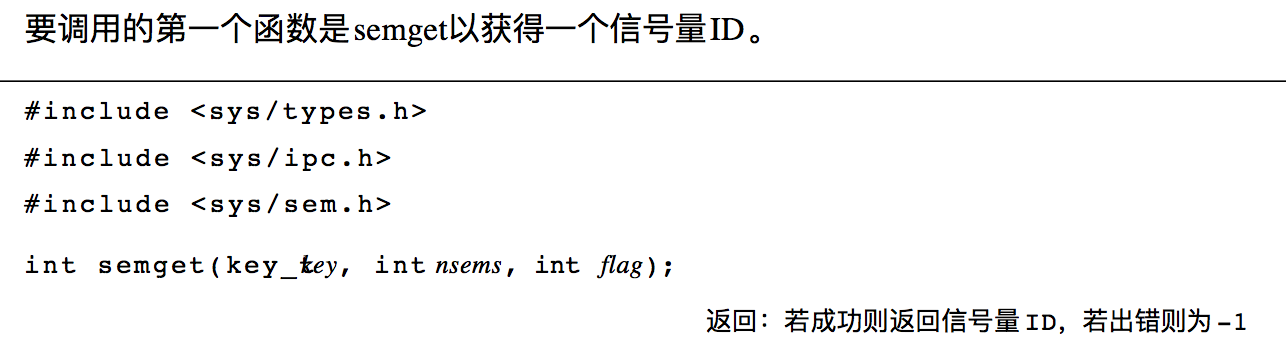 要调用的第一个函数是semget以获得一个信号量ID。
#include <sys/types.h>
#include <sys/ipc.h>
#include <sys/sem.h>
int semget(key_t key, int nsems, int flag);
返回：若成功则返回信号量ID，若出错则为-1